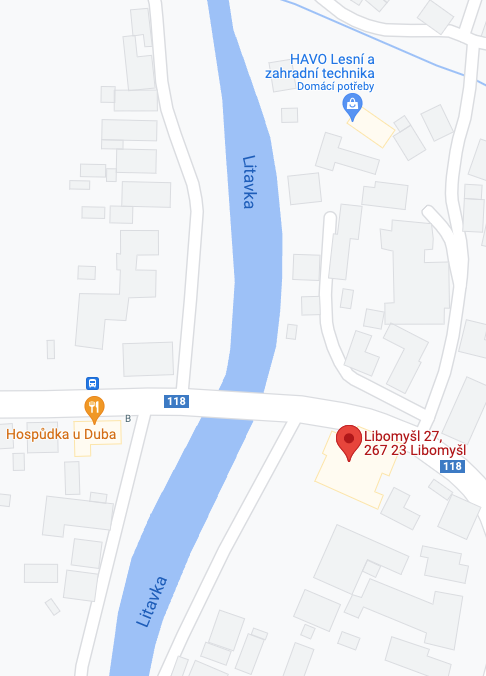 HAVO Lesní a
zahradní technika
Domácí potřeby
Litavka
118
B
Hospůdka u Duba
Libomyšl 27,
267 23 Libomyšl
118
Litavka